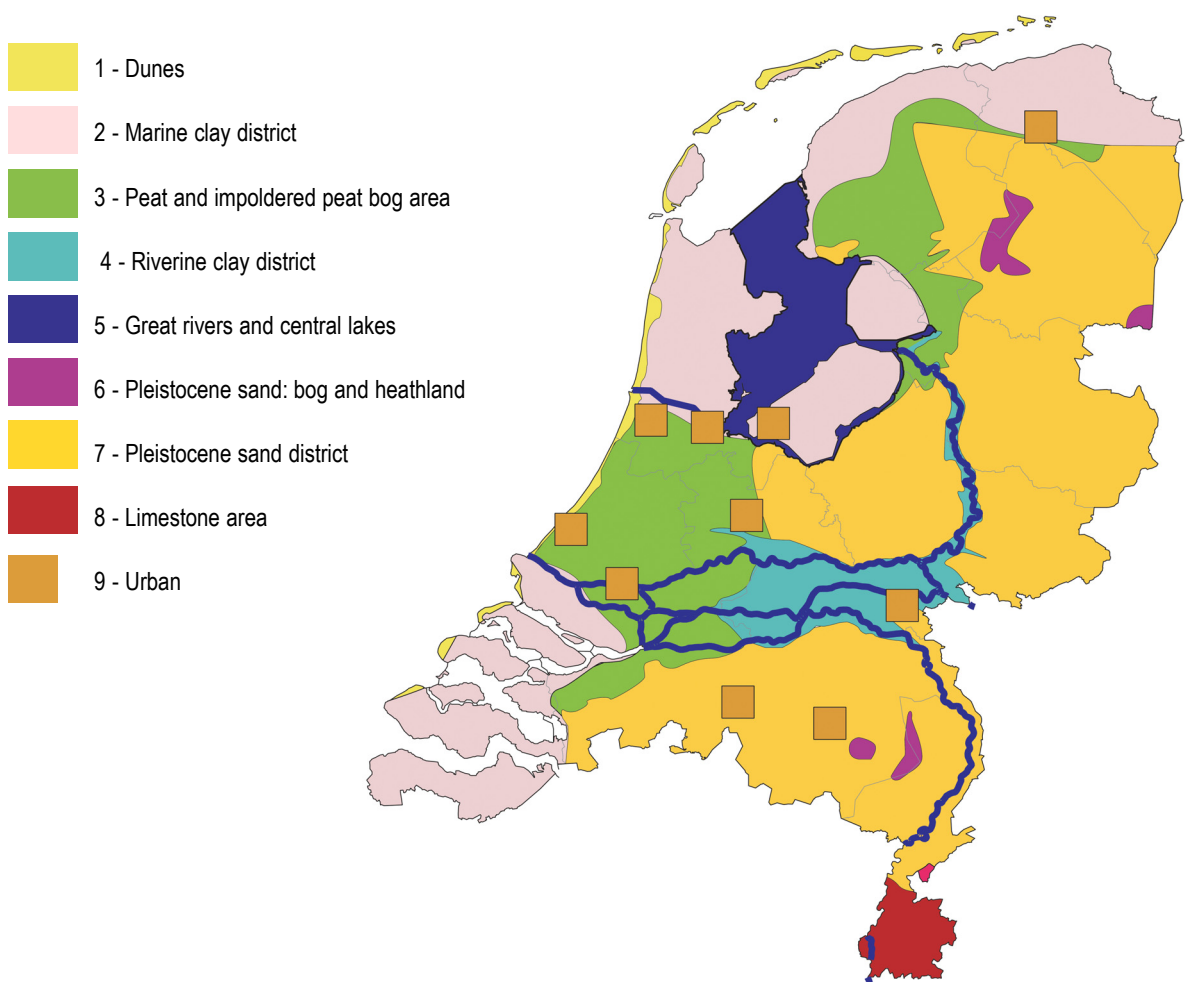 1 - Dunes
2 - Marine clay district
3 - Peat and impoldered peat bog area
4 - Riverine clay district
5 - Great rivers and central lakes
6 - Pleistocene sand: bog and heathland
7 - Pleistocene sand district
8 - Limestone area
9 - Urban